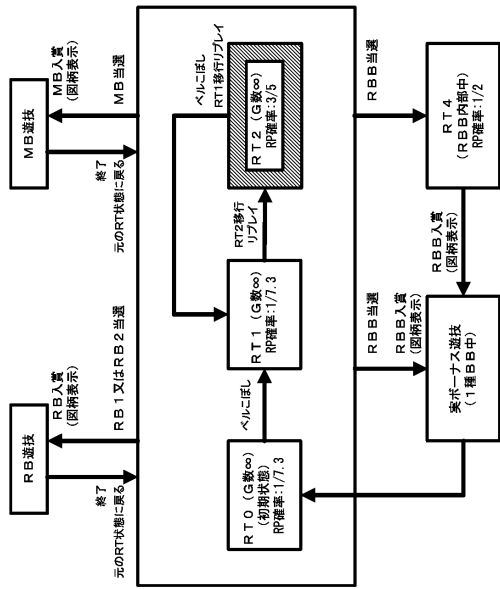 RB遊技
MB遊技
終了
元のRT状態に戻る
RB入賞
(図柄表示)
RB1又はRB2当選
終了
元のRT状態に戻る
MB入賞
(図柄表示)
MB当選
ベルこぼし
RT1移行リプレイ
RT0(G数∞)
(初期状態)
RP確率:1/7.3
ベルこぼし
RT1(G数∞)
RP確率:1/7.3
RT2移行
リプレイ
RT2(G数∞)
RP確率:3/5
RBB当選
RBB入賞
(図柄表示)
RBB当選
実ボーナス遊技
(1種BB中)
RBB入賞
(図柄表示)
RT4
(RBB内部中)
RP確率:1/2